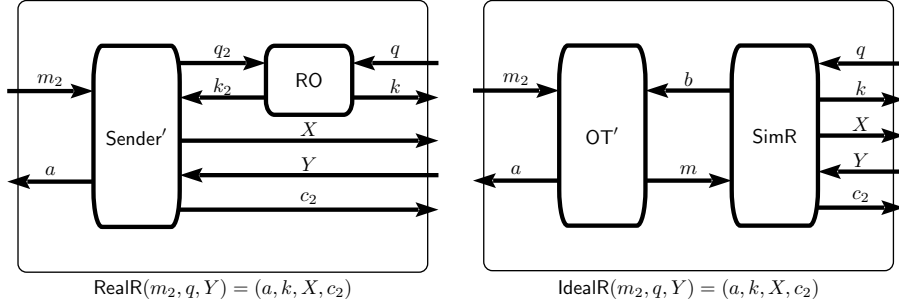 q₂ q q
m₂ RO m₂ k
k₂ k b
Sender′ X OT′ SimR X
Y Y
a a m
c₂ c₂
RealR(m₂, q, Y) = (a, k, X, c₂) IdealR(m₂, q, Y) = (a, k, X, c₂)